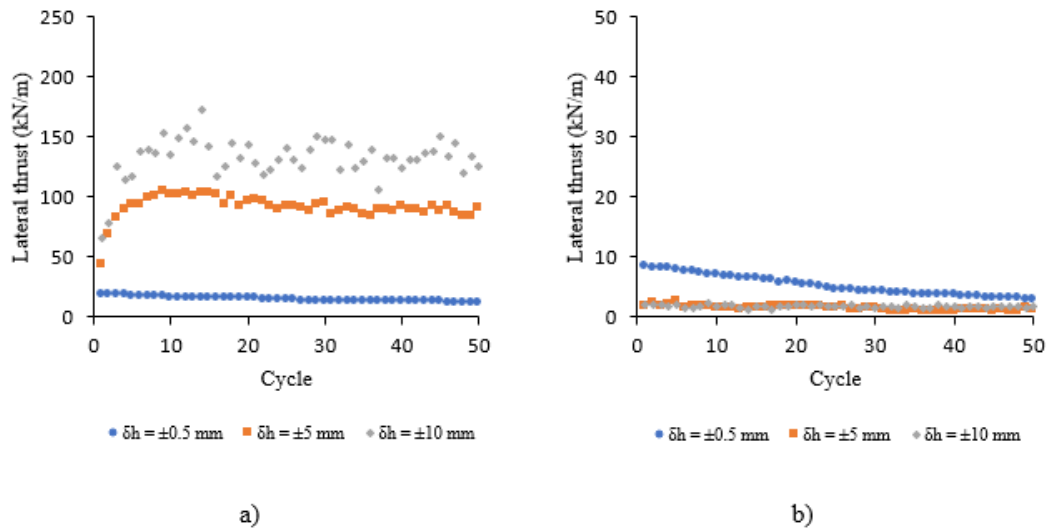 250
200
150
100
50
0
Lateral thrust (kN/m)
0 10 20 30 40 50
Cycle
δh = ±0.5 mm δh = ±5 mm δh = ±10 mm
a)
50
40
30
20
10
0
Lateral thrust (kN/m)
0 10 20 30 40 50
Cycle
δh = ±0.5 mm δh = ±5 mm δh = ±10 mm
b)